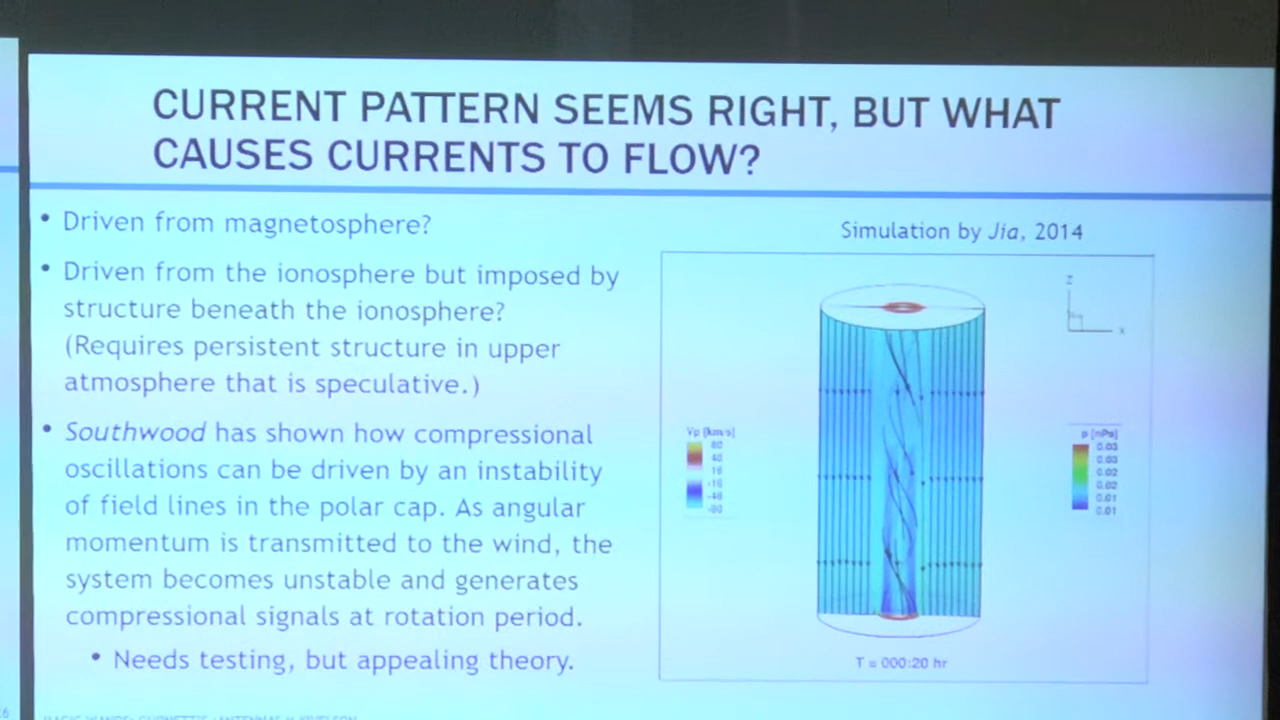 CURRENT PATTERN SEEMS RIGHT, BUT WHAT
CAUSES CURRENTS TO FLOW?
• Driven from magnetosphere?
• Driven from the ionosphere but imposed by
structure beneath the ionosphere?
(Requires persistent structure in upper
atmosphere that is speculative.)
• Southwood has shown how compressional
oscillations can be driven by an instability
of field lines in the polar cap. As angular
momentum is transmitted to the wind, the
system becomes unstable and generates
compressional signals at rotation period.
• Needs testing, but appealing theory.
Simulation by Jia, 2014
Z
X
[km/s]
80
40
16
-16
-48
-80
p [nPa]
0.03
0.03
0.02
0.02
0.01
0.01
T = 000:20 hr